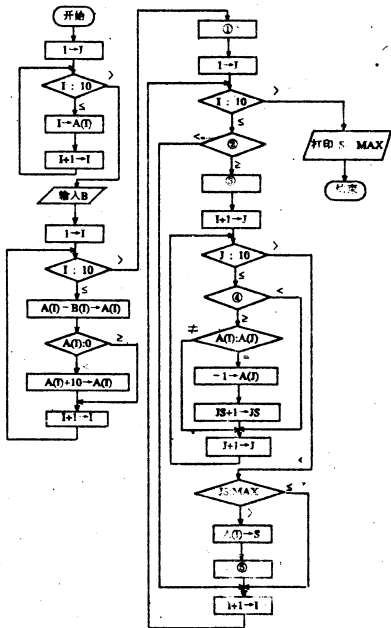 开始
1→J
I : 10
>
≤
I→A(I)
I+1→I
输入B
1→I
I : 10
>
≤
A(I)-B(I)→A(I)
A(I):0
≥
<
A(I)+10→A(I)
I+1→I
①
1→J
I : 10
>
≤
打印 S MAX
结束
②
<
≥
③
I+1→J
J : 10
>
≤
④
<
≥
A(I):A(J)
≠
=
-1→A(J)
JS+1→JS
J+1→J
JS:MAX
≤
>
A(I)→S
⑤
I+1→I